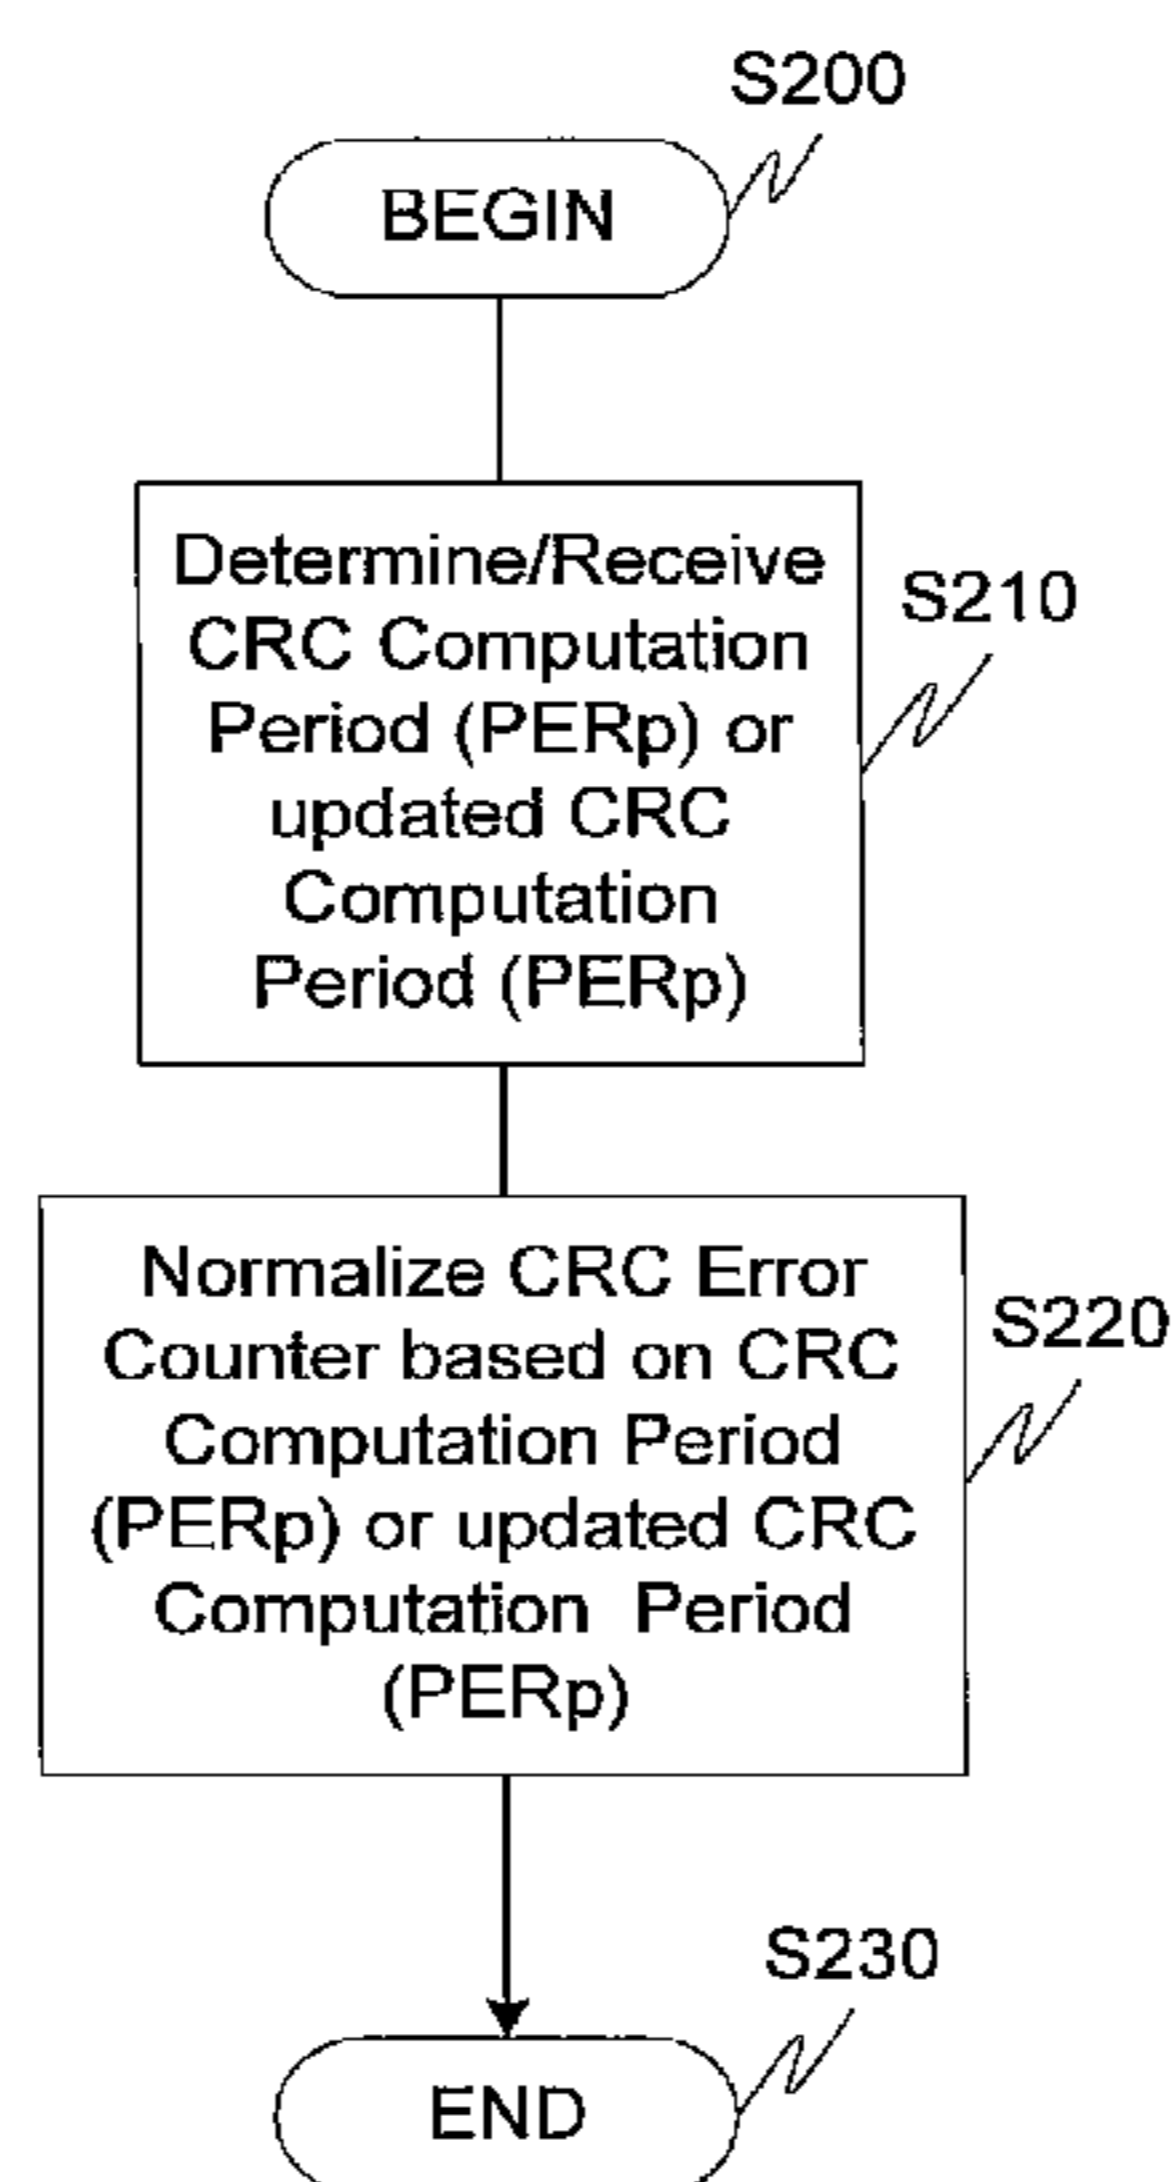 S200
BEGIN
Determine/Receive
CRC Computation
Period (PERp) or
updated CRC
Computation
Period (PERp)
S210
Normalize CRC Error
Counter based on CRC
Computation Period
(PERp) or updated CRC
Computation Period
(PERp)
S220
S230
END